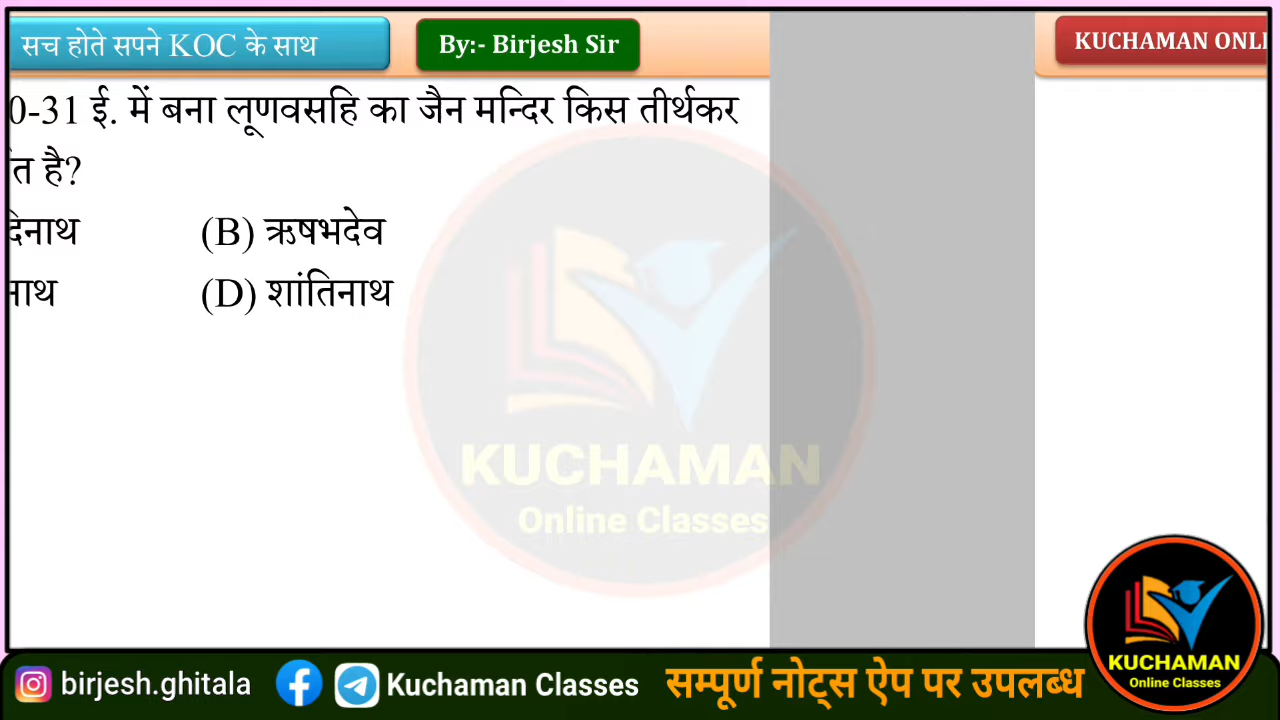 सच होते सपने KOC के साथ
By:- Birjesh Sir
KUCHAMAN ONLI
0-31 ई. में बना लूणवसहि का जैन मन्दिर किस तीर्थकर
त है?
देनाथ (B) ऋषभदेव
नाथ (D) शांतिनाथ
KUCHAMAN
Online Classes
KUCHAMAN
Online Classes
birjesh.ghitala Kuchaman Classes सम्पूर्ण नोट्स ऐप पर उपलब्ध